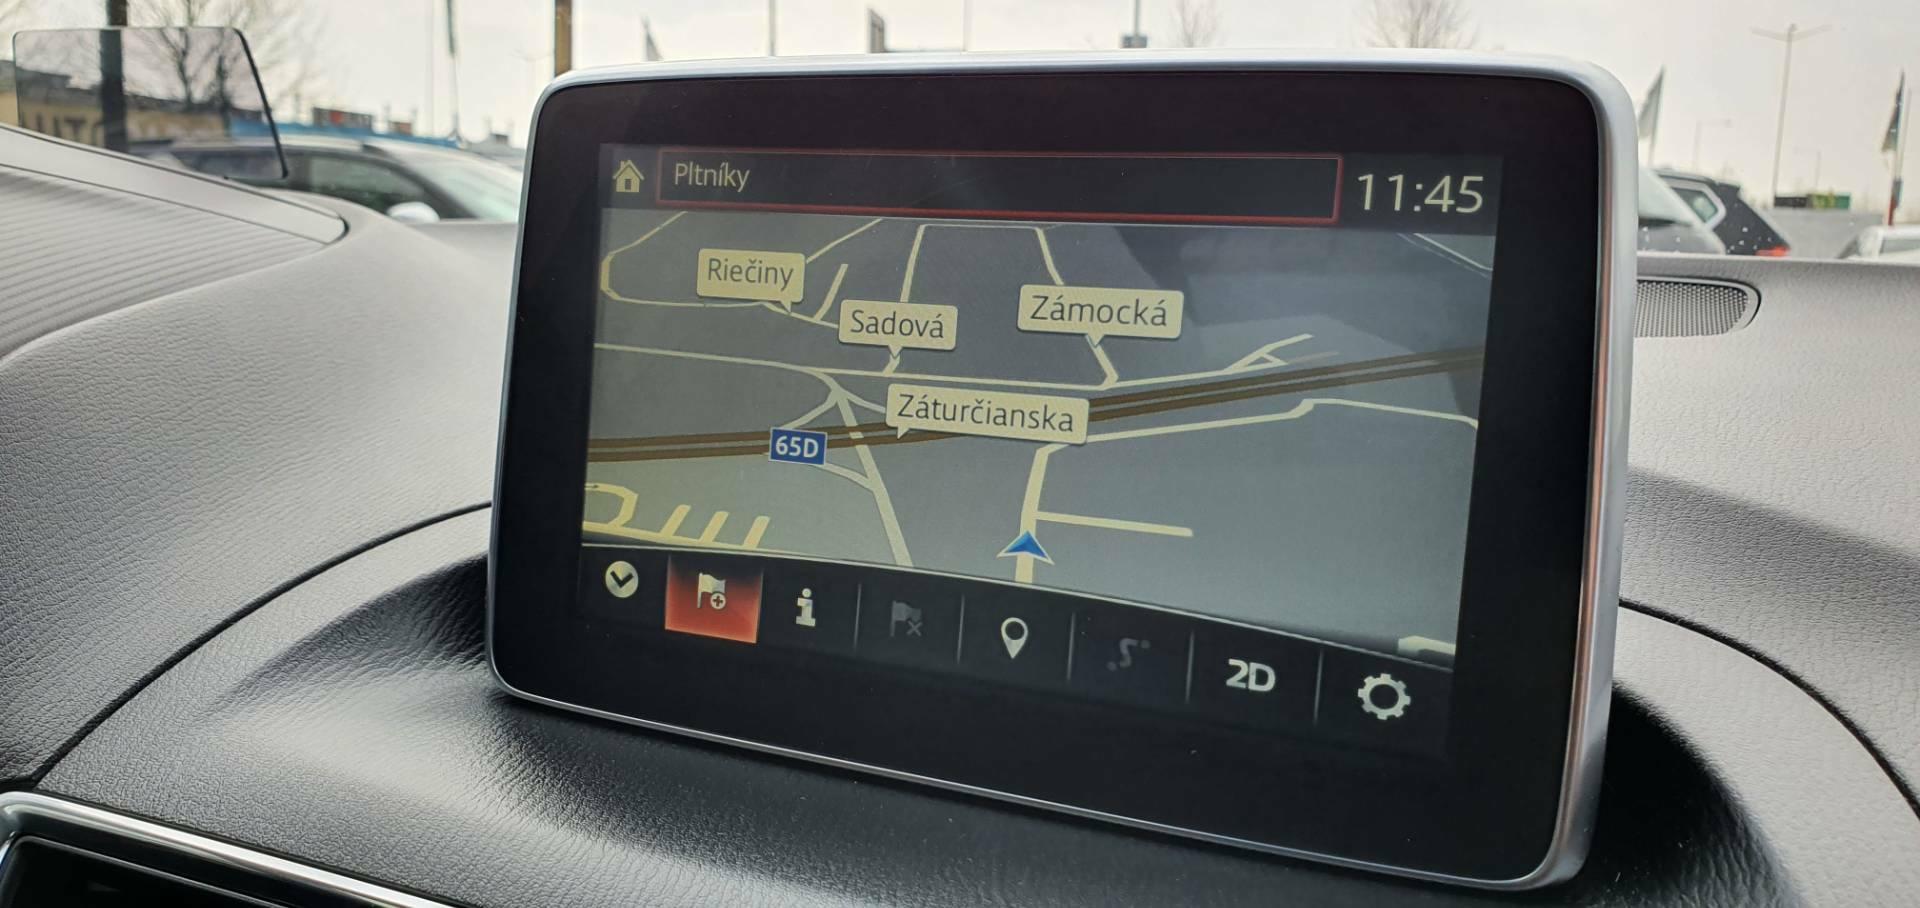 Pltníky
11:45
Riečiny
Sadová
Zámocká
Záturčianska
65D
2D